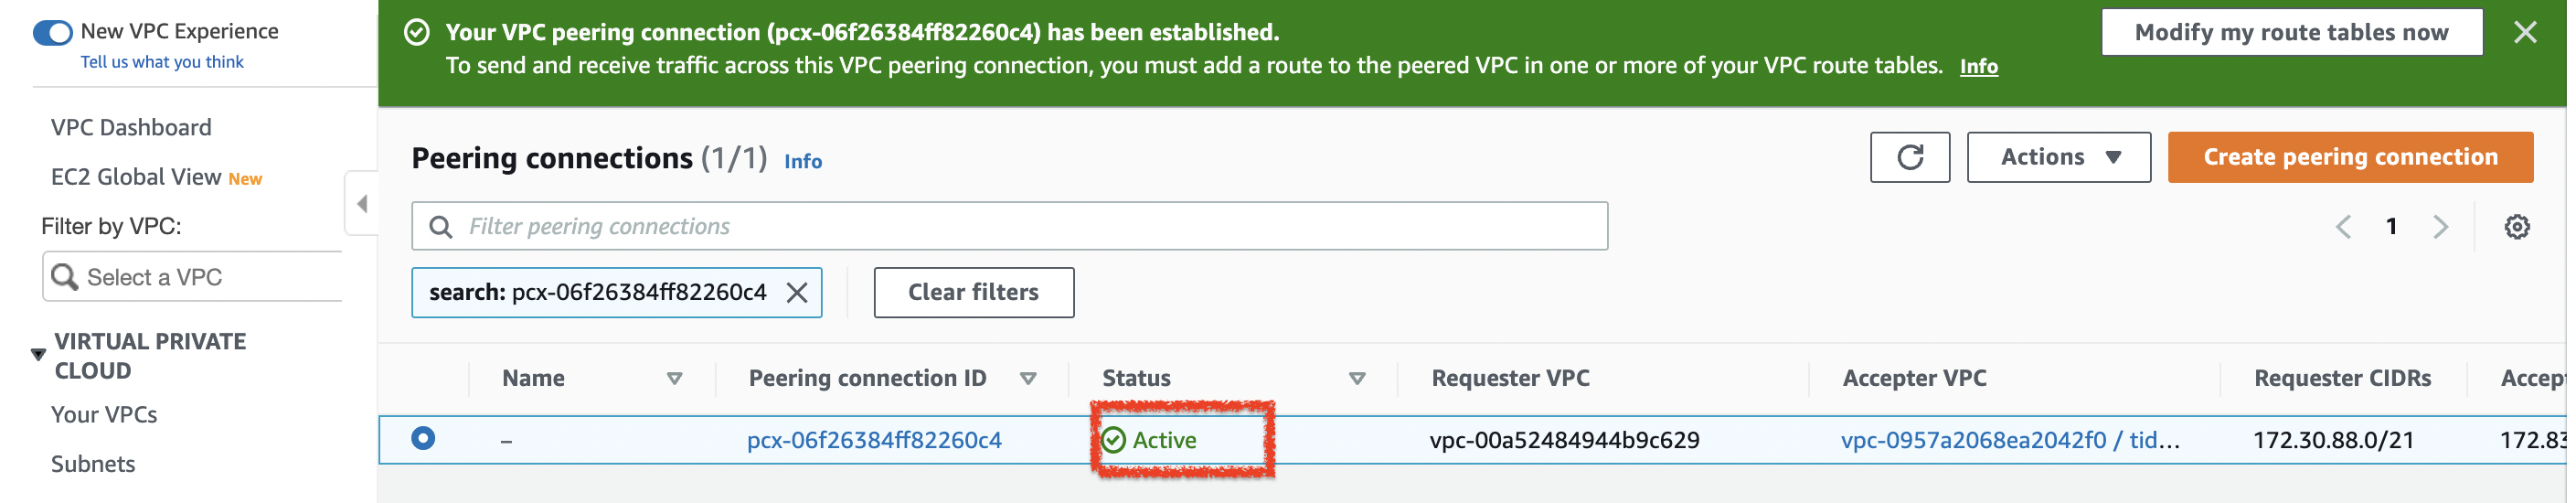 New VPC Experience
Tell us what you think
VPC Dashboard
EC2 Global View New
Filter by VPC:
Select a VPC
VIRTUAL PRIVATE
CLOUD
Your VPCs
Subnets
Your VPC peering connection (pcx-06f26384ff82260c4) has been established.
To send and receive traffic across this VPC peering connection, you must add a route to the peered VPC in one or more of your VPC route tables. Info
Modify my route tables now
Peering connections (1/1) Info
Actions
Create peering connection
Filter peering connections
1
search: pcx-06f26384ff82260c4
Clear filters
Name Peering connection ID Status Requester VPC Accepter VPC Requester CIDRs Accep
– pcx-06f26384ff82260c4 Active vpc-00a52484944b9c629 vpc-0957a2068ea2042f0 / tid... 172.30.88.0/21 172.83